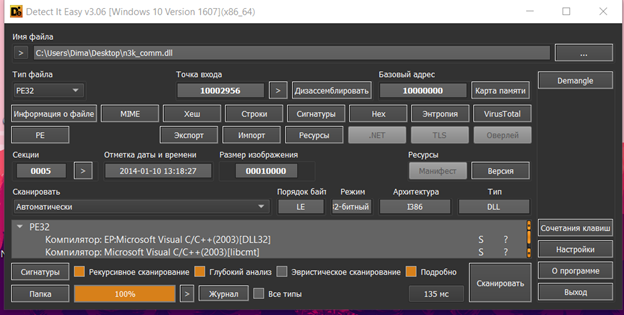 Detect It Easy v3.06 [Windows 10 Version 1607](x86_64)
Имя файла
> C:\Users\Dima\Desktop\n3k_comm.dll ...
Тип файла Точка входа Базовый адрес Demangle
PE32 10002956 > Дизассемблировать 10000000 Карта памяти
Информация о файле MIME Хеш Строки Сигнатуры Hex Энтропия VirusTotal
PE Экспорт Импорт Ресурсы .NET TLS Оверлей
Секции Отметка даты и времени Размер изображения Ресурсы
0005 > 2014-01-10 13:18:27 00010000 Манифест Версия
Сканировать Порядок байт Режим Архитектура Тип
Автоматически LE 32-битный I386 DLL
PE32
Компилятор: EP:Microsoft Visual C/C++(2003)[DLL32] S ?
Компилятор: Microsoft Visual C/C++(2003)[libcmt] S ?
Сочетания клавиш
Настройки
Сигнатуры Рекурсивное сканирование Глубокий анализ Эвристическое сканирование Подробно Сканировать О программе
Папка 100% > Журнал Все типы 135 мс Выход